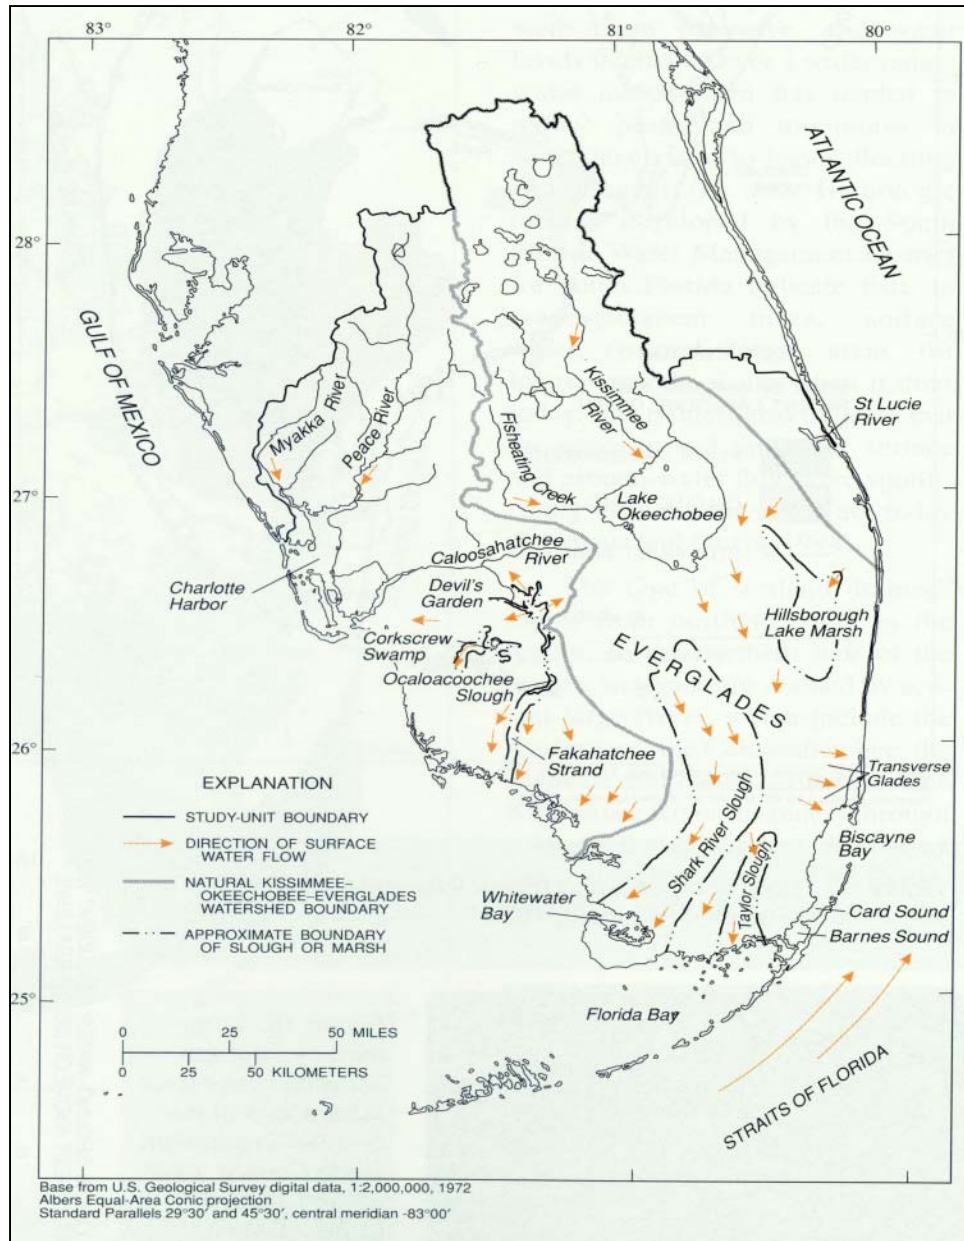 83°
82°
81°
80°
28°
27°
26°
25°
ATLANTIC OCEAN
GULF OF MEXICO
St Lucie
River
Kissimmee
River
Myakka River
Peace River
Fisheating Creek
Lake
Okeechobee
Caloosahatchee
River
Charlotte
Harbor
Devil's
Garden
Hillsborough
Lake Marsh
Corkscrew
Swamp
EVERGLADES
Ocaloacoochee
Slough
Fakahatchee
Strand
Transverse
Glades
Shark River Slough
Taylor Slough
Biscayne
Bay
Whitewater
Bay
Card Sound
Barnes Sound
Florida Bay
STRAITS OF FLORIDA
EXPLANATION
STUDY-UNIT BOUNDARY
DIRECTION OF SURFACE
WATER FLOW
NATURAL KISSIMMEE–
OKEECHOBEE–EVERGLADES
WATERSHED BOUNDARY
APPROXIMATE BOUNDARY
OF SLOUGH OR MARSH
0 25 50 MILES
0 25 50 KILOMETERS
Base from U.S. Geological Survey digital data, 1:2,000,000, 1972
Albers Equal-Area Conic projection
Standard Parallels 29°30' and 45°30', central meridian -83°00'